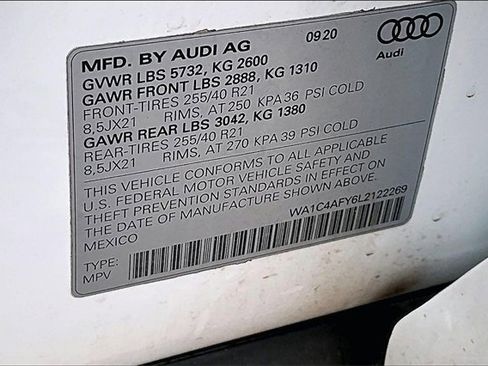 MFD. BY AUDI AG 09 20
Audi
GVWR LBS 5732, KG 2600
GAWR FRONT LBS 2888, KG 1310
FRONT-TIRES 255/40 R21
8,5JX21 RIMS, AT 250 KPA 36 PSI COLD
GAWR REAR LBS 3042, KG 1380
REAR-TIRES 255/40 R21
8,5JX21 RIMS, AT 270 KPA 39 PSI COLD
THIS VEHICLE CONFORMS TO ALL APPLICABLE
U.S. FEDERAL MOTOR VEHICLE SAFETY AND
THEFT PREVENTION STANDARDS IN EFFECT ON
THE DATE OF MANUFACTURE SHOWN ABOVE.
MEXICO
WA1C4AFY6L2122269
TYPE:
MPV